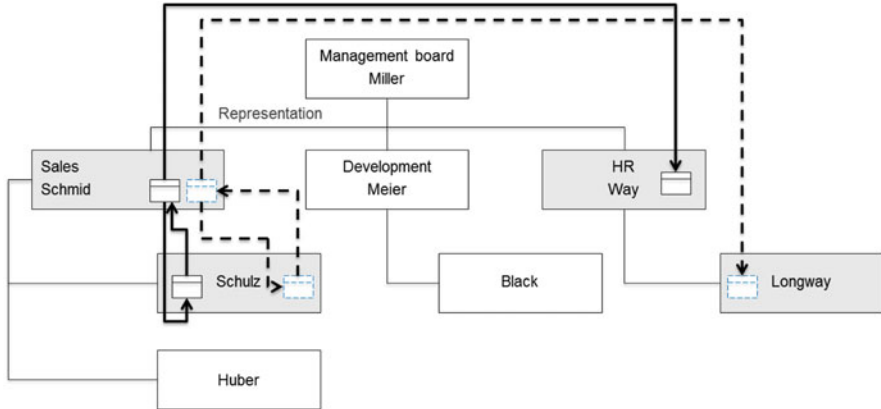 Management board
Miller
Representation
Sales
Schmid
Development
Meier
HR
Way
Schulz
Black
Longway
Huber